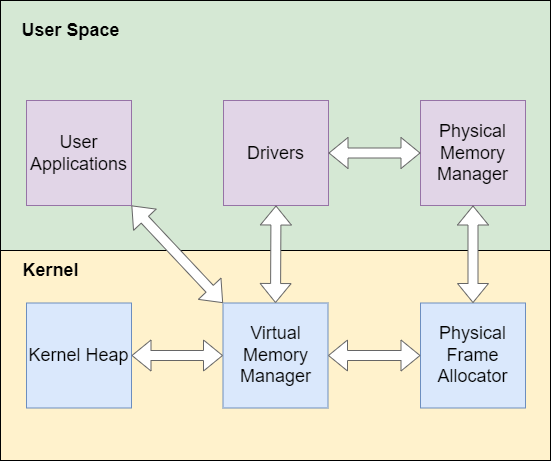 User Space
User
Applications
Drivers
Physical
Memory
Manager
Kernel
Kernel Heap
Virtual
Memory
Manager
Physical
Frame
Allocator